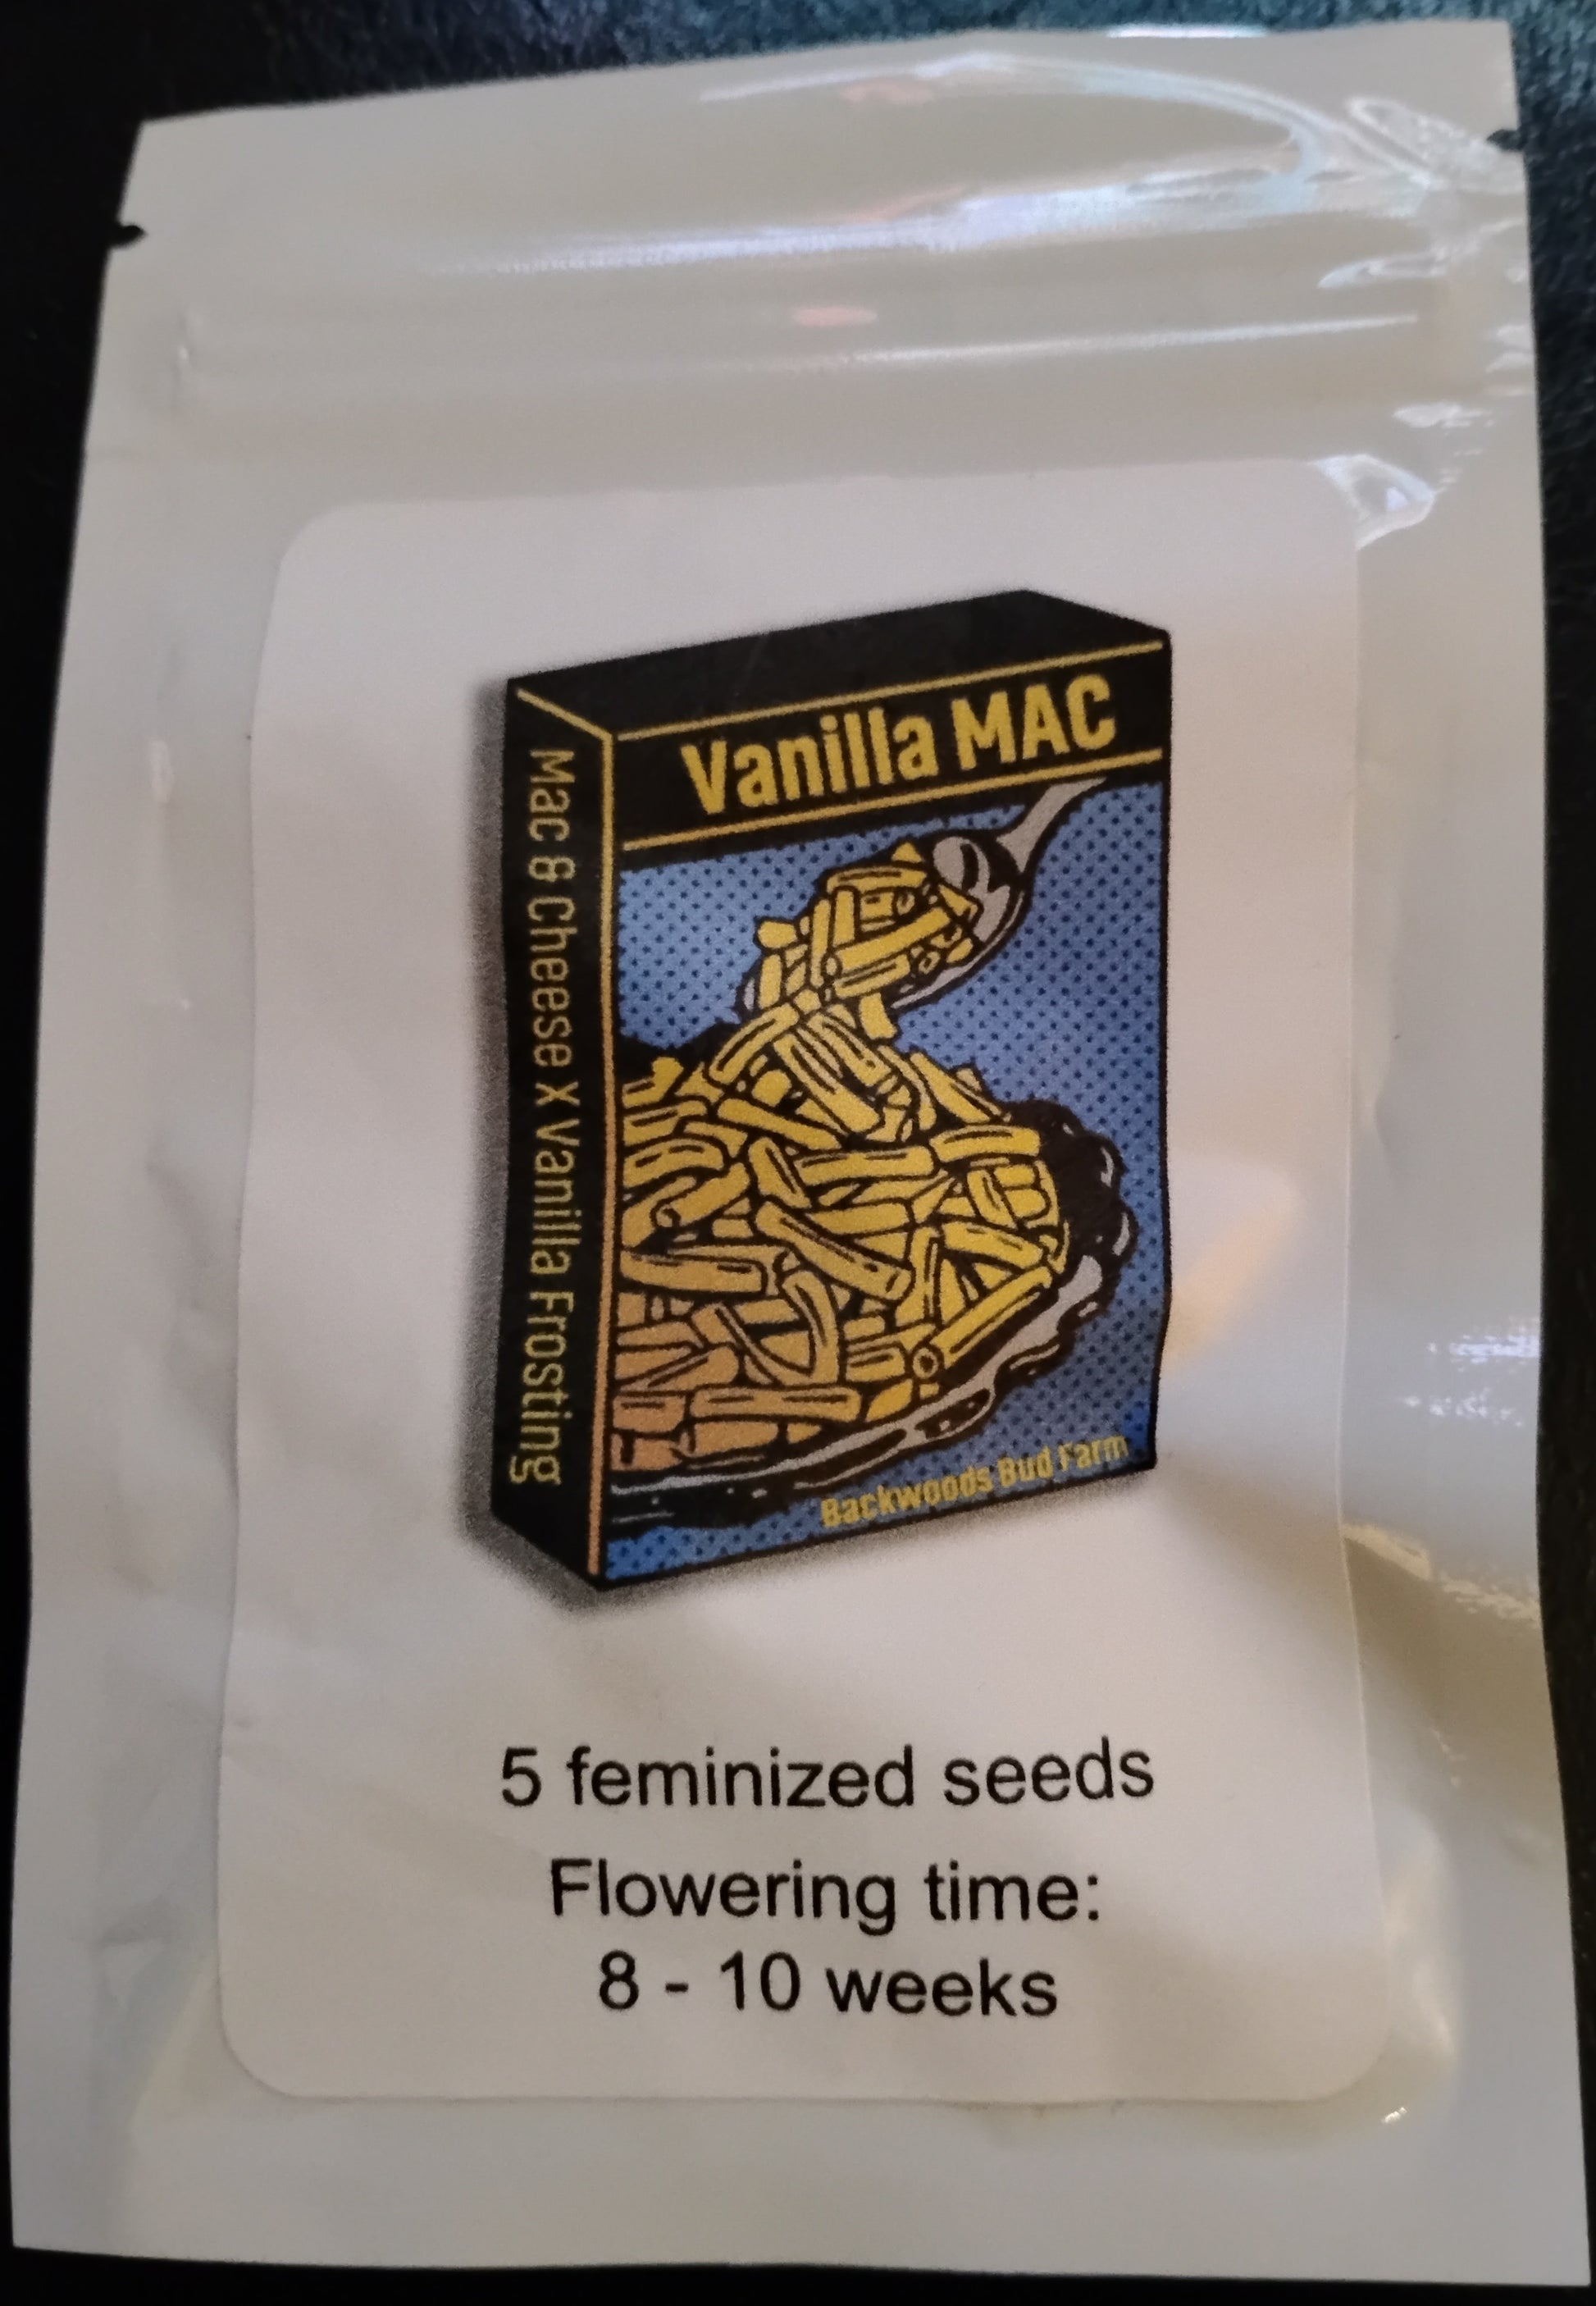 Vanilla MAC
Mac & Cheese X Vanilla Frosting
Backwoods Bud Farm
5 feminized seeds
Flowering time:
8 - 10 weeks